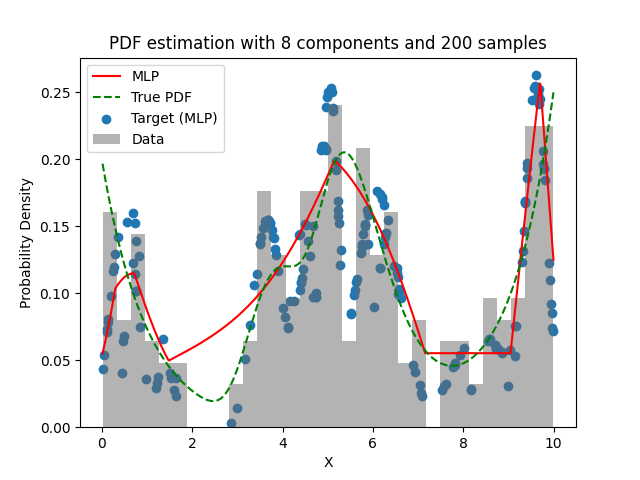 PDF estimation with 8 components and 200 samples
MLP
True PDF
Target (MLP)
Data
Probability Density
0.25
0.20
0.15
0.10
0.05
0.00
0 2 4 6 8 10
X